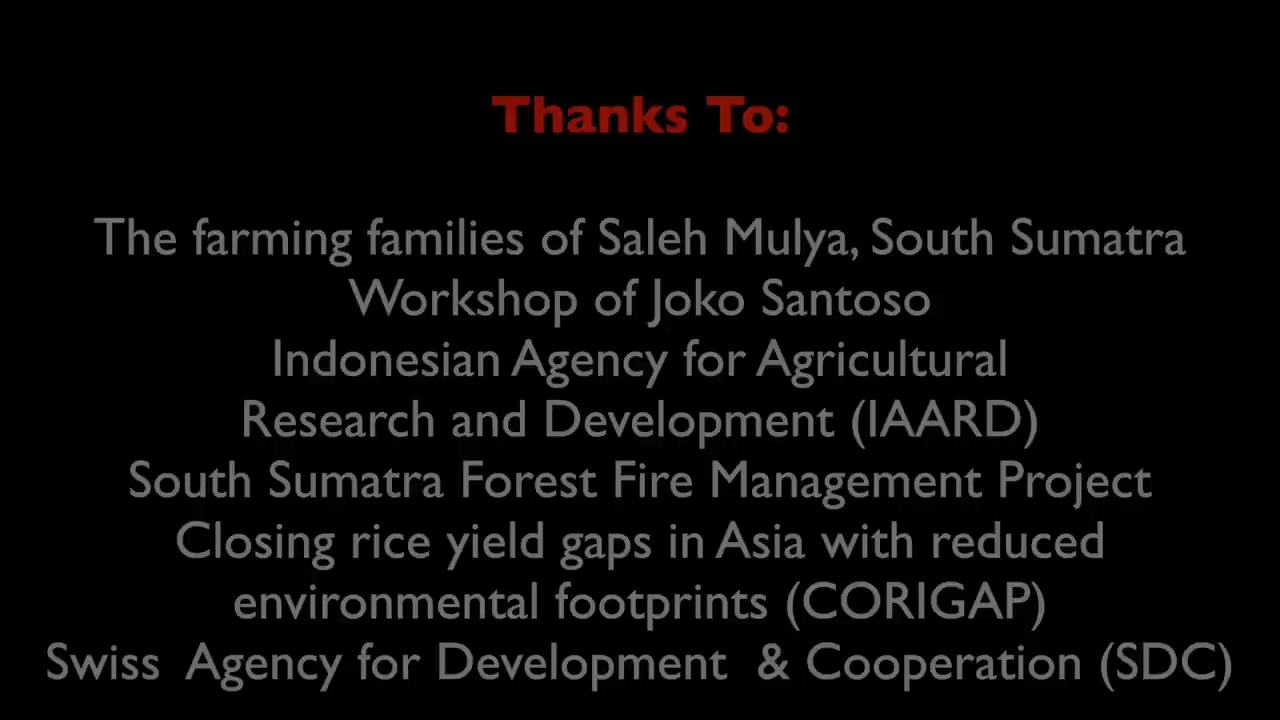 Thanks To:
The farming families of Saleh Mulya, South Sumatra
Workshop of Joko Santoso
Indonesian Agency for Agricultural
Research and Development (IAARD)
South Sumatra Forest Fire Management Project
Closing rice yield gaps in Asia with reduced
environmental footprints (CORIGAP)
Swiss Agency for Development & Cooperation (SDC)